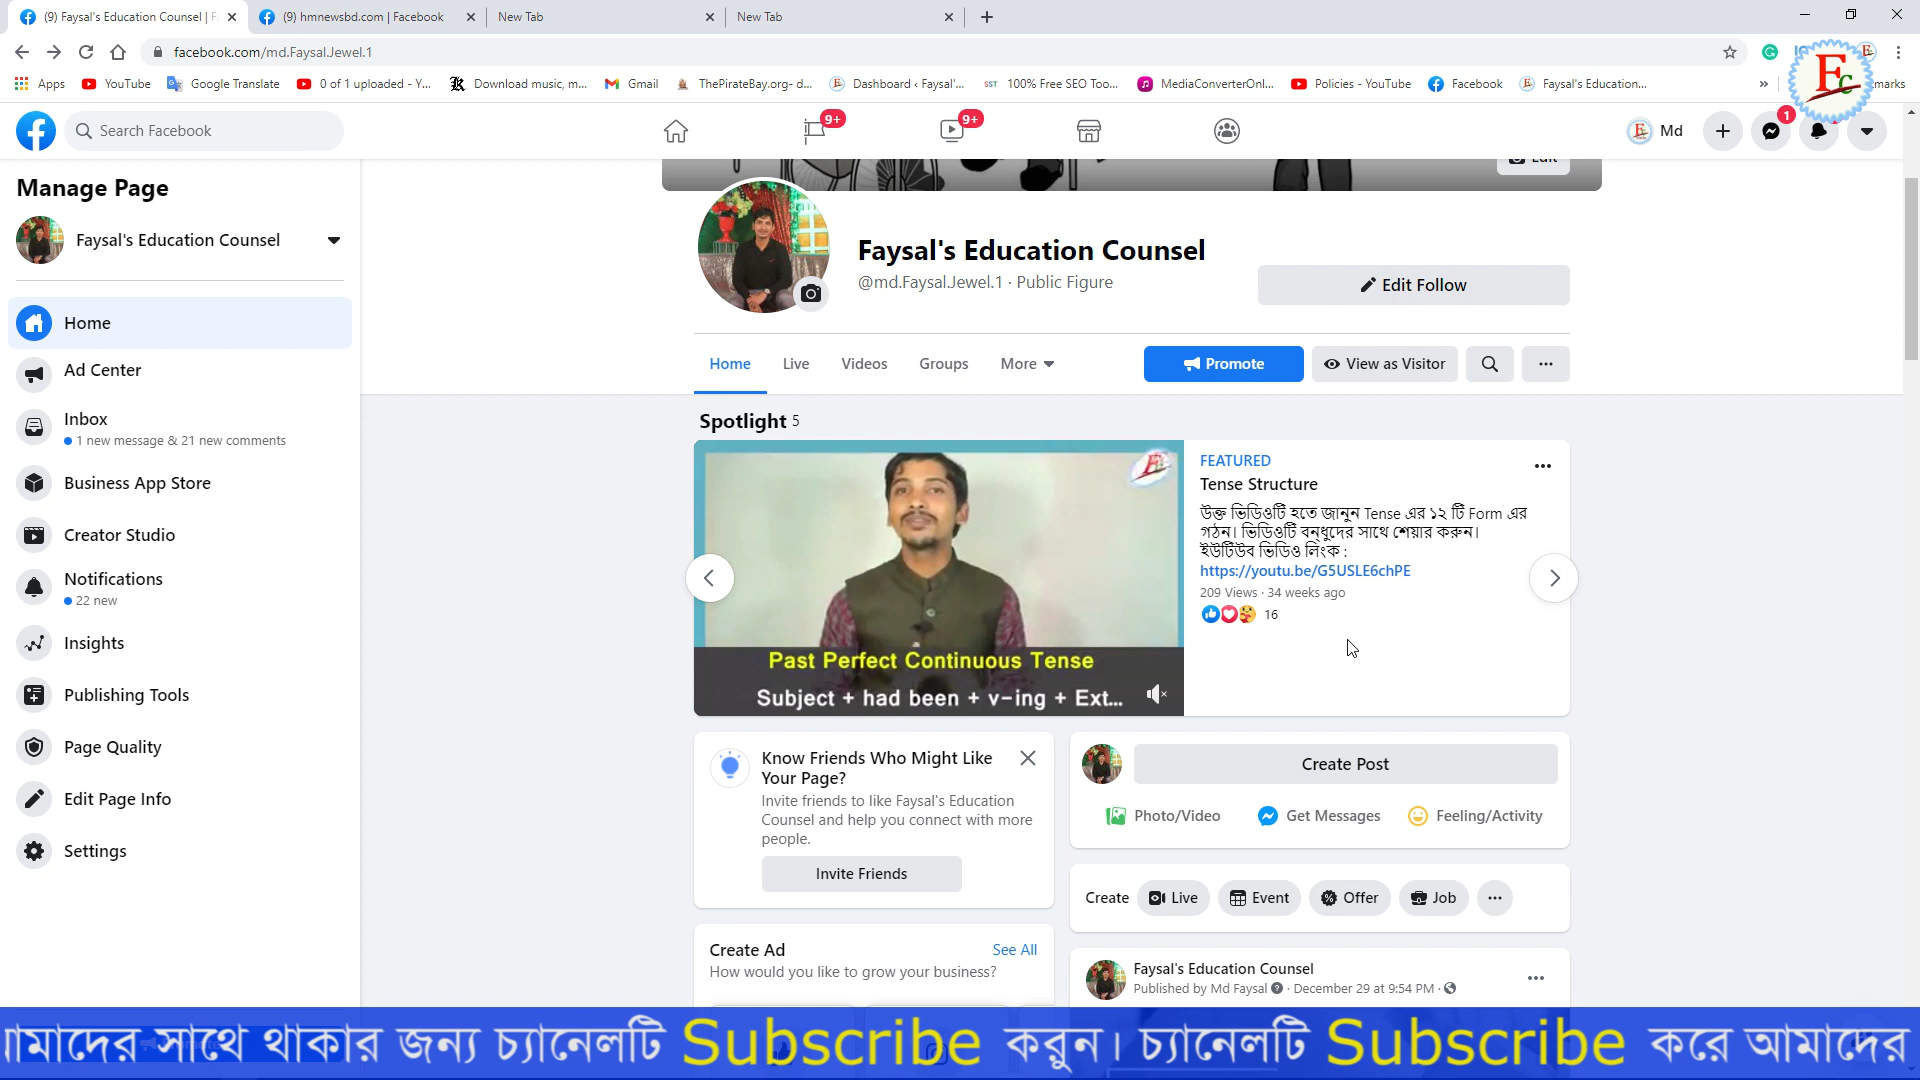 (9) Faysal's Education Counsel | F
(9) hmnewsbd.com | Facebook
New Tab
New Tab
facebook.com/md.Faysal.Jewel.1
Apps
YouTube
Google Translate
0 of 1 uploaded - Y...
Download music, m...
Gmail
ThePirateBay.org- d...
Dashboard ‹ Faysal'...
SST
100% Free SEO Too...
MediaConverterOnl...
Policies - YouTube
Facebook
Faysal's Education...
»
Ec
Search Facebook
9+
9+
Md
1
Manage Page
Faysal's Education Counsel
Home
Ad Center
Inbox
1 new message & 21 new comments
Business App Store
Creator Studio
Notifications
22 new
Insights
Publishing Tools
Page Quality
Edit Page Info
Settings
Edit
Faysal's Education Counsel
@md.Faysal.Jewel.1 · Public Figure
Edit Follow
Home
Live
Videos
Groups
More
Promote
View as Visitor
Spotlight 5
Past Perfect Continuous Tense
Subject + had been + v-ing + Ext...
FEATURED
Tense Structure
উক্ত ভিডিওটি হতে জানুন Tense এর ১২ টি Form এর
গঠন। ভিডিওটি বন্ধুদের সাথে শেয়ার করুন।
ইউটিউব ভিডিও লিংক :
https://youtu.be/G5USLE6chPE
209 Views · 34 weeks ago
16
Know Friends Who Might Like
Your Page?
Invite friends to like Faysal's Education
Counsel and help you connect with more
people.
Invite Friends
Create Ad
See All
How would you like to grow your business?
Create Post
Photo/Video
Get Messages
Feeling/Activity
Create
Live
Event
Offer
Job
Faysal's Education Counsel
Published by Md Faysal · December 29 at 9:54 PM ·
সাথে থাকার জন্য চ্যানেলটি Subscribe করুন। চ্যানেলটি Subscribe করে আমাদের